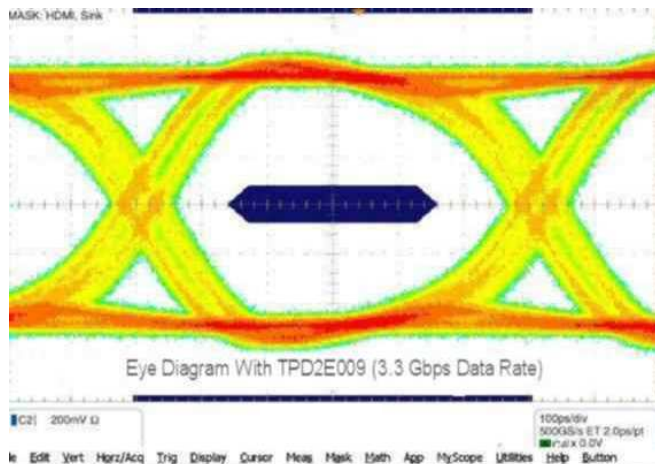 MASK: HDMI, Sink
Eye Diagram With TPD2E009 (3.3 Gbps Data Rate)
C2 200mV Ω
100ps/div
500GS/s ET 2.0ps/pt
x 0.0V
Edit Vert Horz/Acq Trig Display Cursor Meas Mask Math App MyScope Utilities Help Button